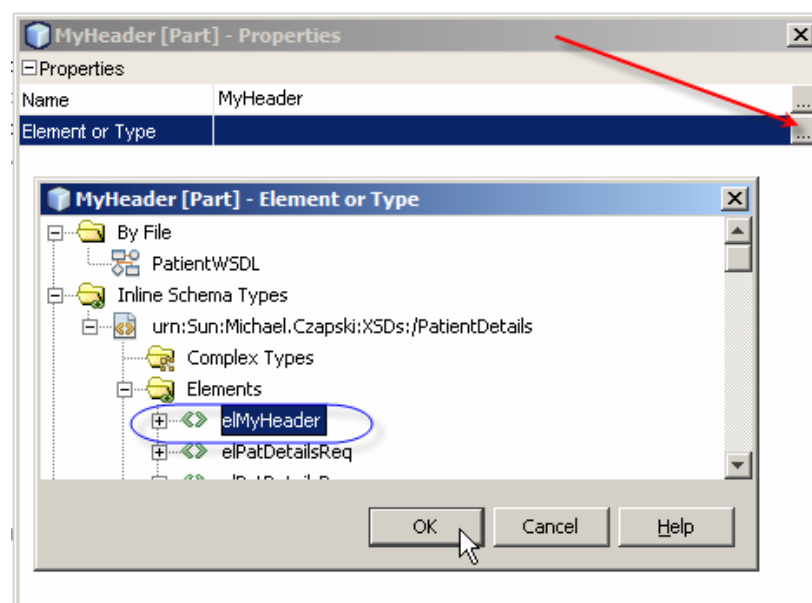 MyHeader [Part] - Properties
Properties
Name MyHeader ...
Element or Type ...
MyHeader [Part] - Element or Type
By File
PatientWSDL
Inline Schema Types
urn:Sun:Michael.Czapski:XSDs:/PatientDetails
Complex Types
Elements
elMyHeader
elPatDetailsReq
OK Cancel Help